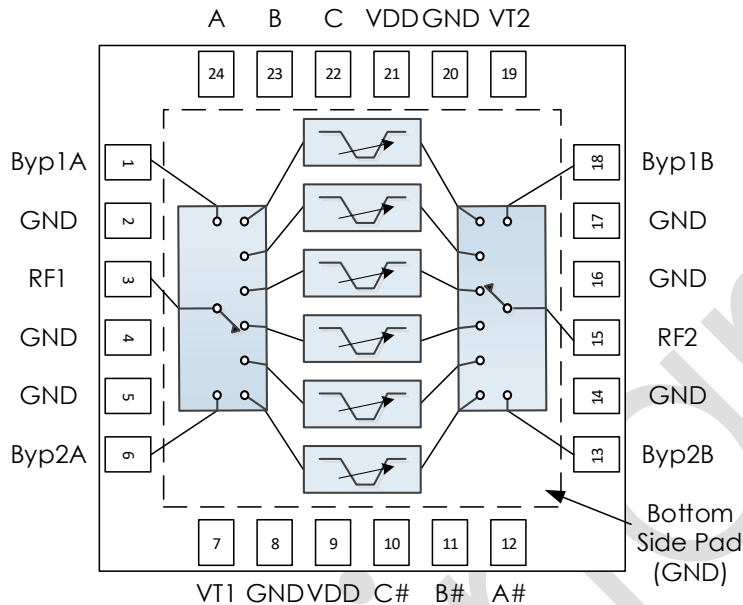 A B C VDD GND VT2
24 23 22 21 20 19
Byp1A 1 18 Byp1B
GND 2 17 GND
RF1 3 16 GND
GND 4 15 RF2
GND 5 14 GND
Byp2A 6 13 Byp2B
7 8 9 10 11 12
VT1 GND VDD C# B# A#
Bottom
Side Pad
(GND)